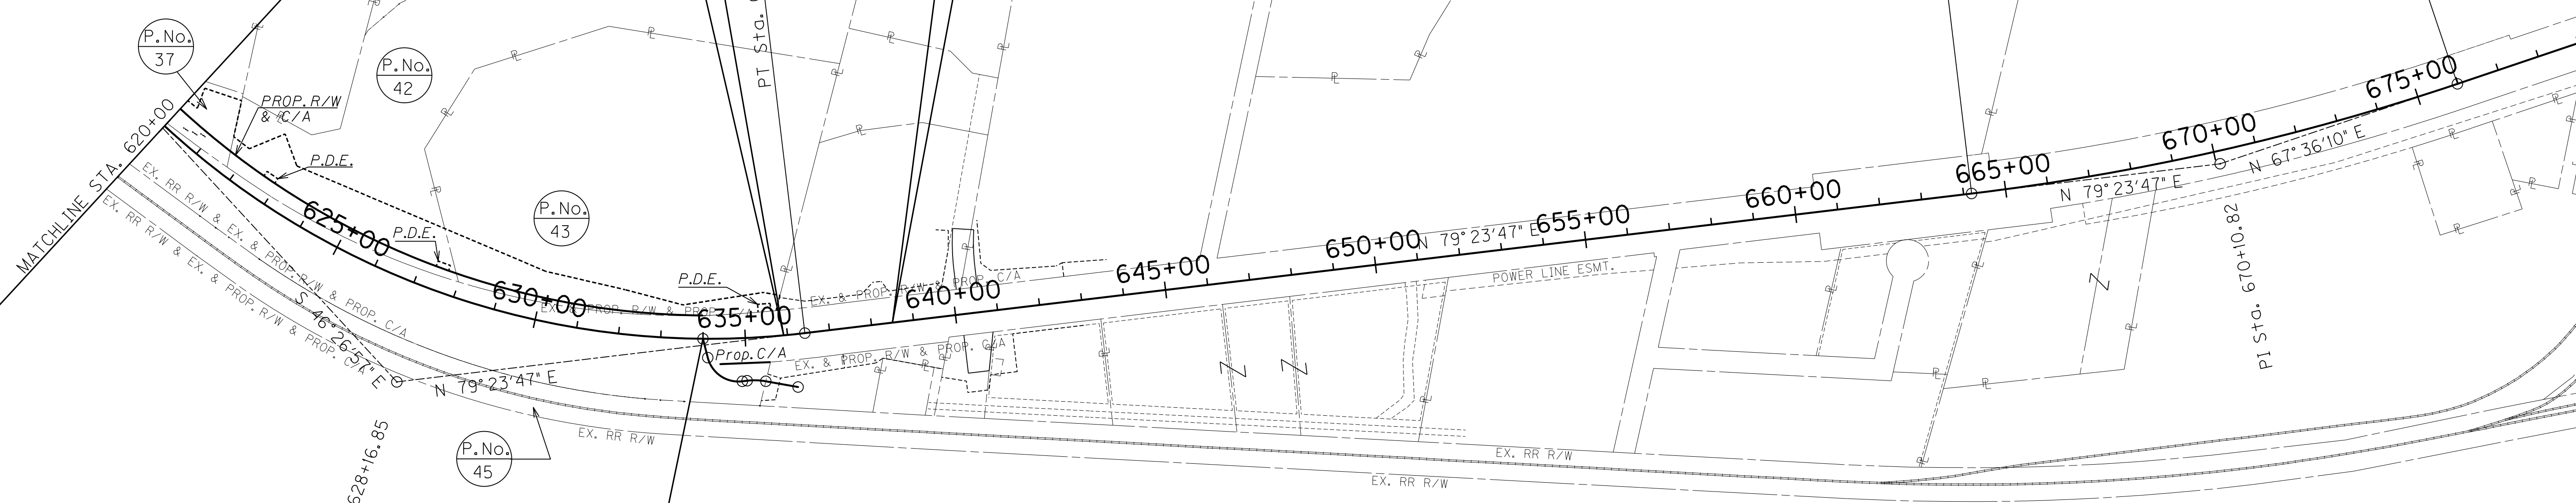 P.No.
37
P.No.
42
PROP.R/W
& C/A
MATCHLINE STA. 620+00
P.D.E.
P.D.E.
P.D.E.
P.No.
43
P.No.
45
PT Sta.
EX. RR R/W & EX. & PROP. R/W & PROP. C/A
EX. RR R/W & EX. & PROP. R/W & PROP. C/A
S 46°26'57" E
N 79°23'47" E
628+16.85
625+00
630+00
635+00
640+00
645+00
650+00
655+00
660+00
665+00
670+00
675+00
EX. & PROP. R/W & PROP.
EX. & PROP. R/W & PROP. C/A
Prop.C/A
EX. & PROP. R/W & PROP. C/A
N 79°23'47" E
POWER LINE ESMT.
N 79°23'47" E
N 67°36'10" E
PI Sta. 670+10.82
EX. RR R/W
EX. RR R/W
EX. RR R/W